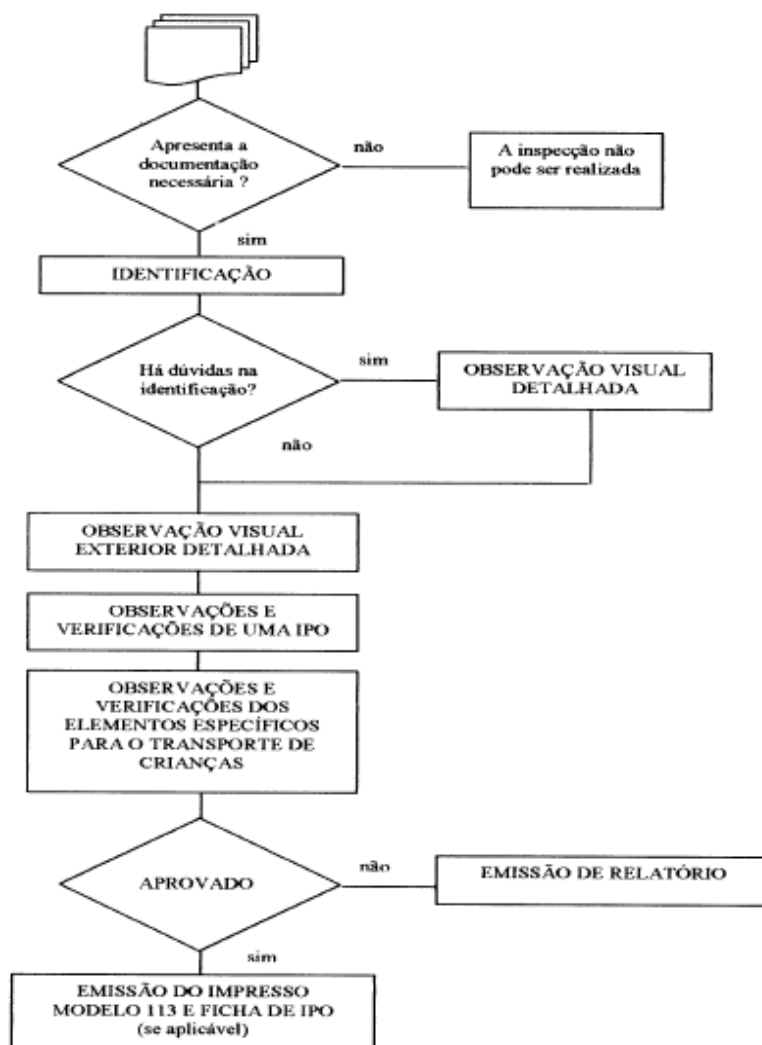 Apresenta a
documentação
necessária ?
não
A inspecção não
pode ser realizada
sim
IDENTIFICAÇÃO
Há dúvidas na
identificação?
sim
OBSERVAÇÃO VISUAL
DETALHADA
não
OBSERVAÇÃO VISUAL
EXTERIOR DETALHADA
OBSERVAÇÕES E
VERIFICAÇÕES DE UMA IPO
OBSERVAÇÕES E
VERIFICAÇÕES DOS
ELEMENTOS ESPECÍFICOS
PARA O TRANSPORTE DE
CRIANÇAS
APROVADO
não
EMISSÃO DE RELATÓRIO
sim
EMISSÃO DO IMPRESSO
MODELO 113 E FICHA DE IPO
(se aplicável)